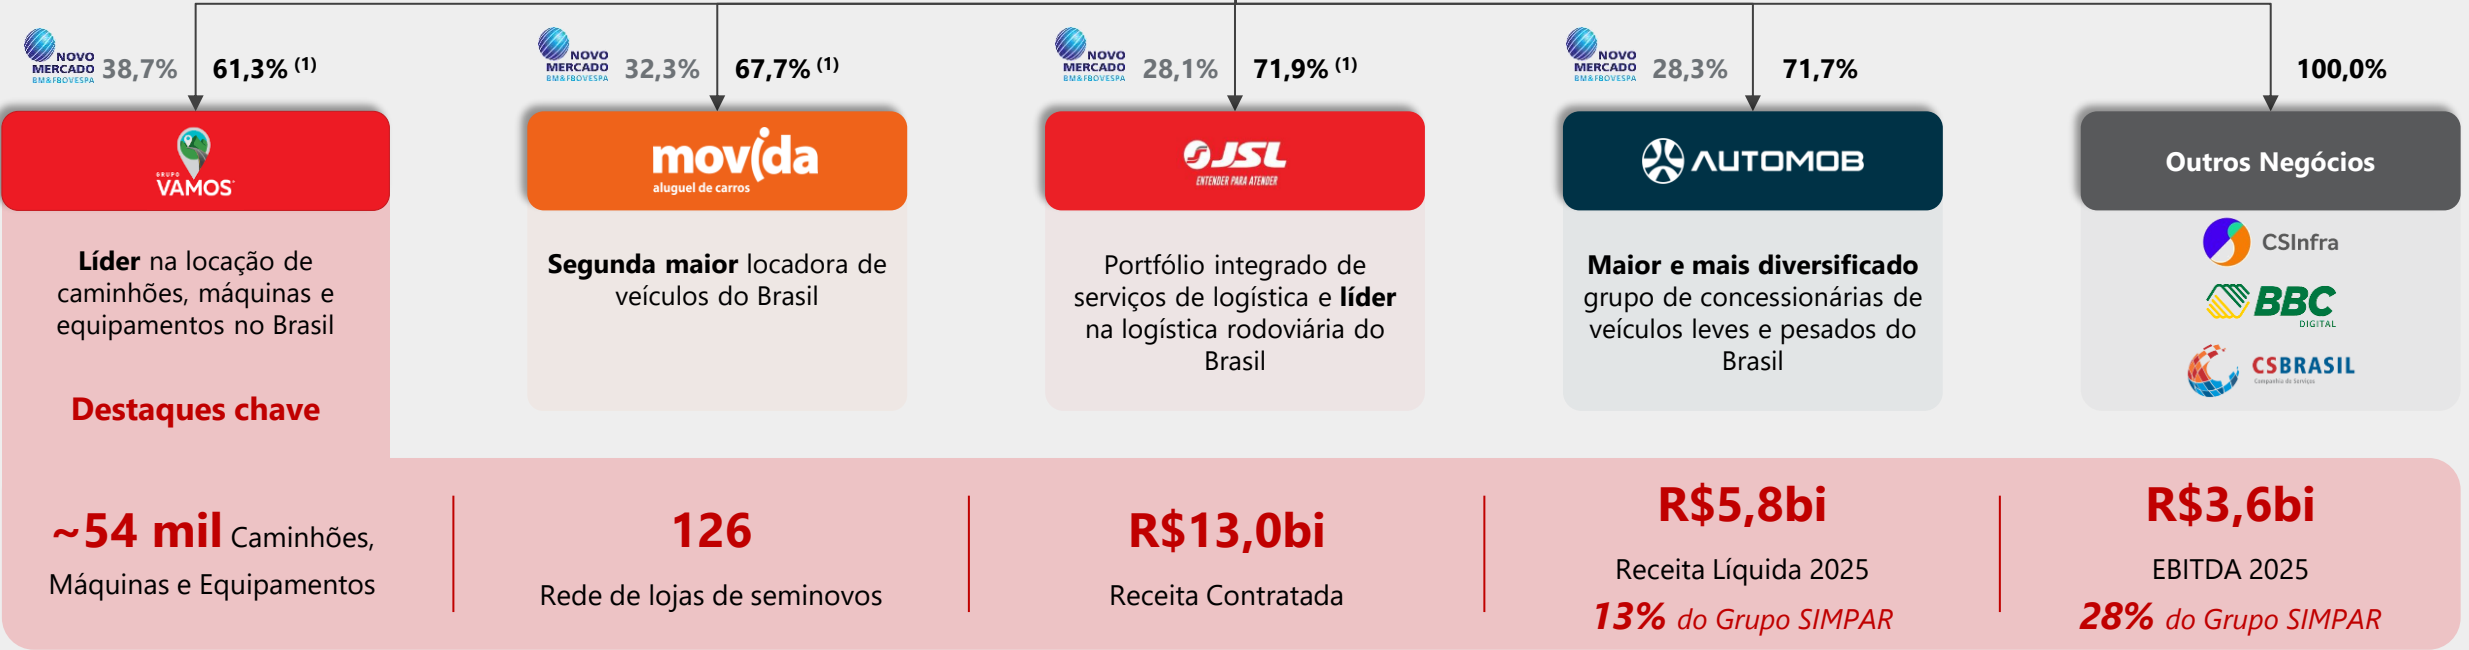 NOVO
MERCADO
BM&FBOVESPA
38,7%
61,3% (1)
NOVO
MERCADO
BM&FBOVESPA
32,3%
67,7% (1)
NOVO
MERCADO
BM&FBOVESPA
28,1%
71,9% (1)
NOVO
MERCADO
BM&FBOVESPA
28,3%
71,7%
100,0%
GRUPO
VAMOS
movida
aluguel de carros
JSL
ENTENDER PARA ATENDER
AUTOMOB
Outros Negócios
Líder na locação de
caminhões, máquinas e
equipamentos no Brasil
Segunda maior locadora de
veículos do Brasil
Portfólio integrado de
serviços de logística e líder
na logística rodoviária do
Brasil
Maior e mais diversificado
grupo de concessionárias de
veículos leves e pesados do
Brasil
CSInfra
BBC
DIGITAL
CSBRASIL
Companhia de Serviços
Destaques chave
~54 mil Caminhões,
Máquinas e Equipamentos
126
Rede de lojas de seminovos
R$13,0bi
Receita Contratada
R$5,8bi
Receita Líquida 2025
13% do Grupo SIMPAR
R$3,6bi
EBITDA 2025
28% do Grupo SIMPAR